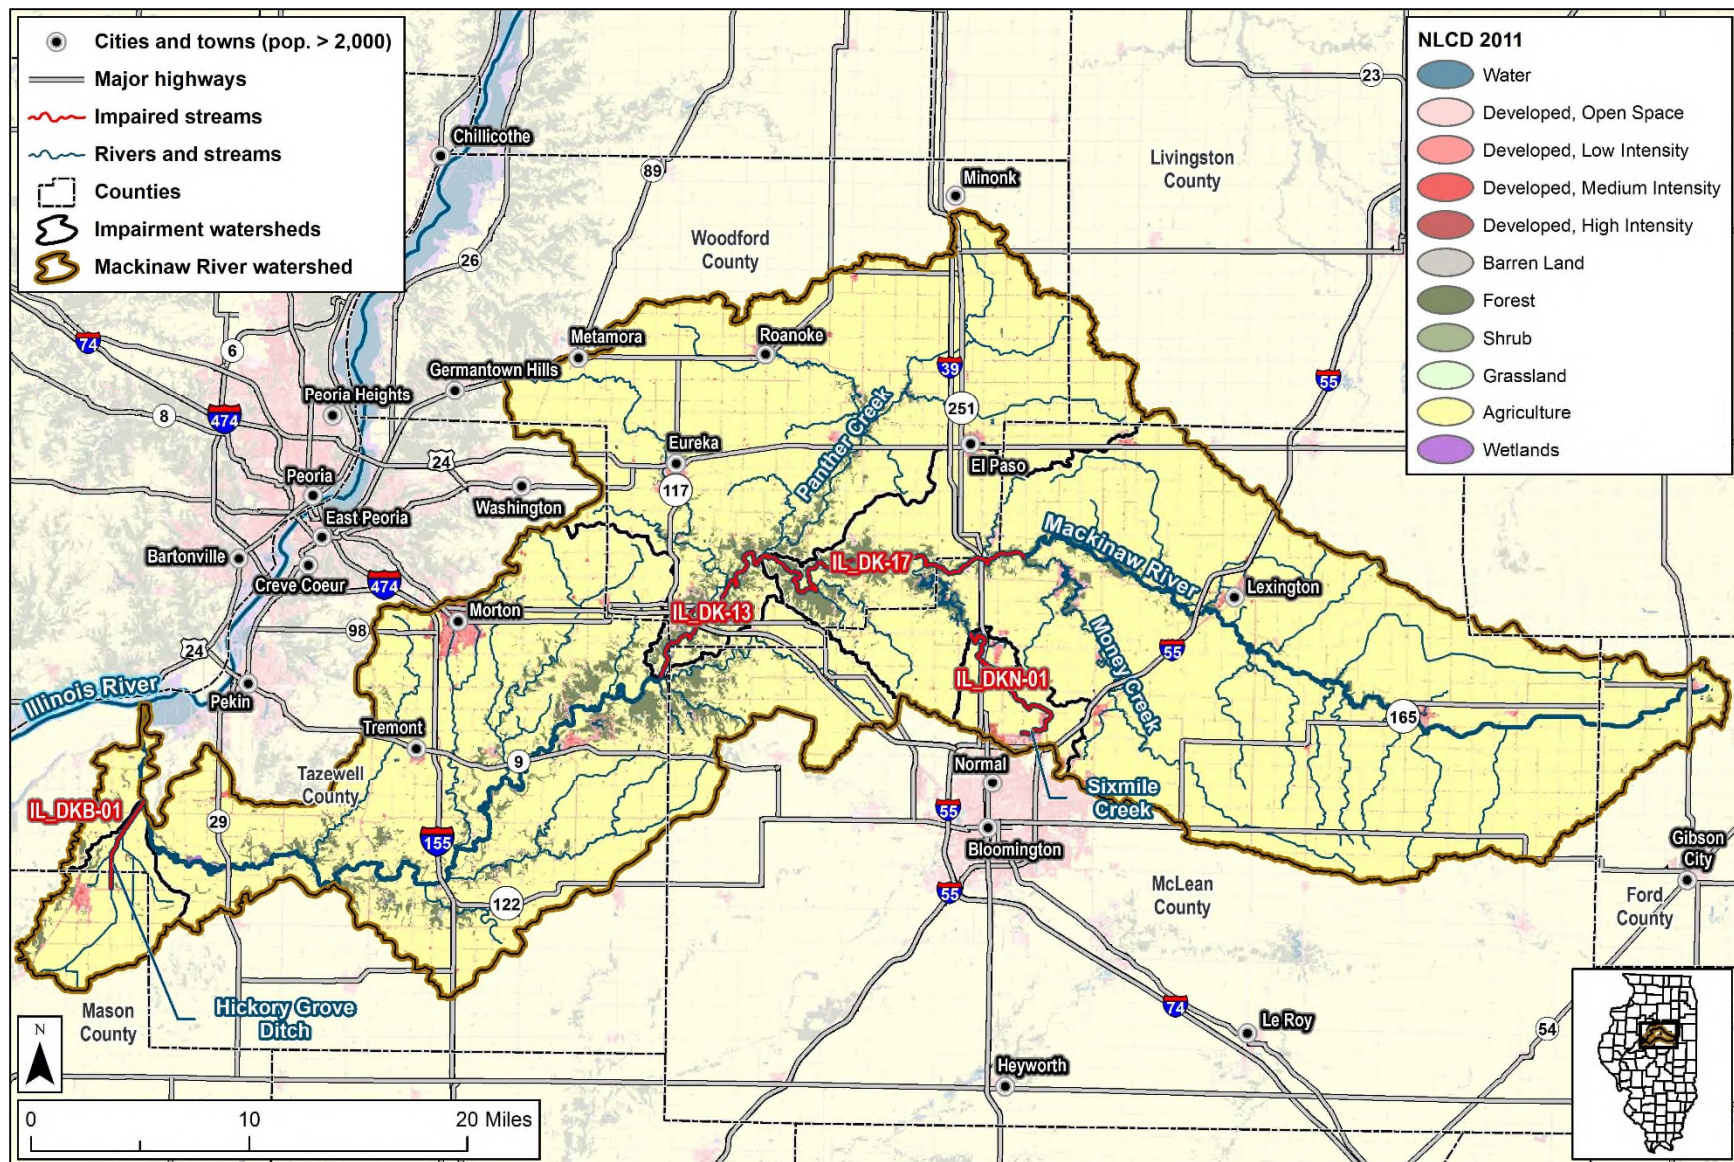 Cities and towns (pop. > 2,000)
Major highways
Impaired streams
Rivers and streams
Counties
Impairment watersheds
Mackinaw River watershed
NLCD 2011
Water
Developed, Open Space
Developed, Low Intensity
Developed, Medium Intensity
Developed, High Intensity
Barren Land
Forest
Shrub
Grassland
Agriculture
Wetlands
23
Chillicothe
Livingston
County
89
Minonk
Woodford
County
26
74
6
Metamora
Roanoke
Germantown Hills
39
55
Peoria Heights
8
474
251
Panther Creek
Eureka
El Paso
24
Peoria
117
Washington
East Peoria
Mackinaw River
Bartonville
IL_DK-17
Creve Coeur
474
Lexington
Morton
IL_DK-13
98
24
Money Creek
55
IL_DKN-01
Illinois River
Pekin
165
Tremont
9
Tazewell
County
Normal
Sixmile
Creek
IL_DKB-01
29
55
155
Bloomington
Gibson
City
McLean
County
55
122
Ford
County
Hickory Grove
Ditch
Mason
County
74
Le Roy
54
N
Heyworth
0
10
20 Miles